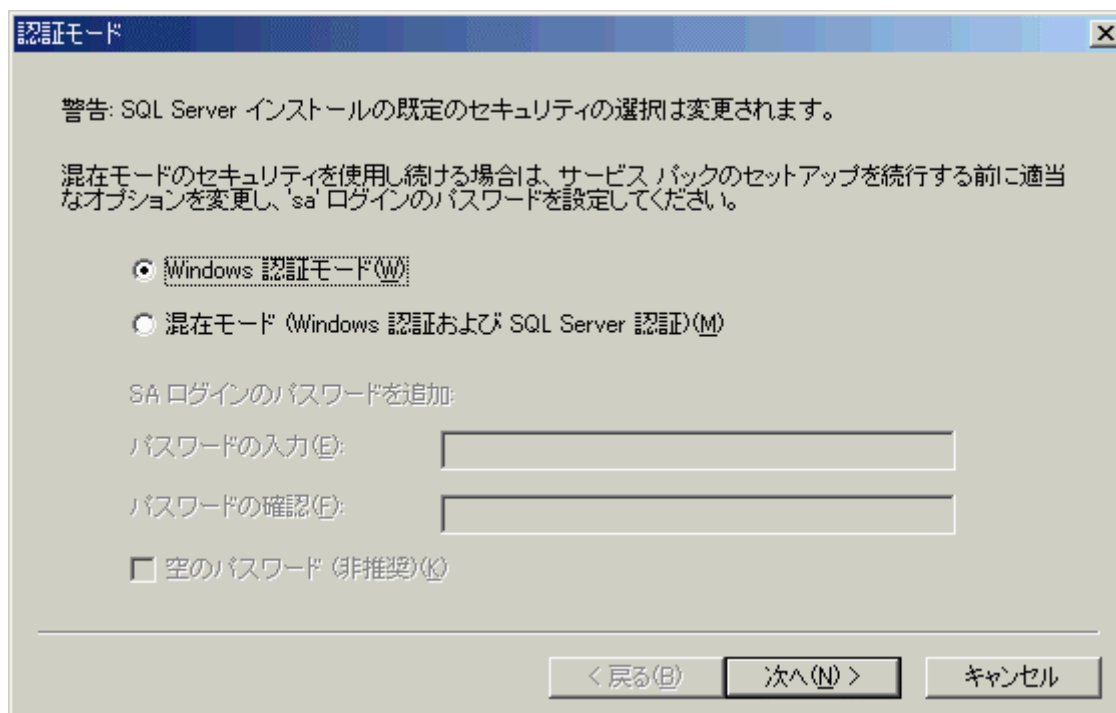 認証モード
警告: SQL Server インストールの既定のセキュリティの選択は変更されます。
混在モードのセキュリティを使用し続ける場合は、サービス パックのセットアップを続行する前に適当
なオプションを変更し、'sa' ログインのパスワードを設定してください。
Windows 認証モード(W)
混在モード (Windows 認証および SQL Server 認証)(M)
SA ログインのパスワードを追加:
パスワードの入力(E):
パスワードの確認(F):
空のパスワード (非推奨)(K)
< 戻る(B) 次へ(N) > キャンセル